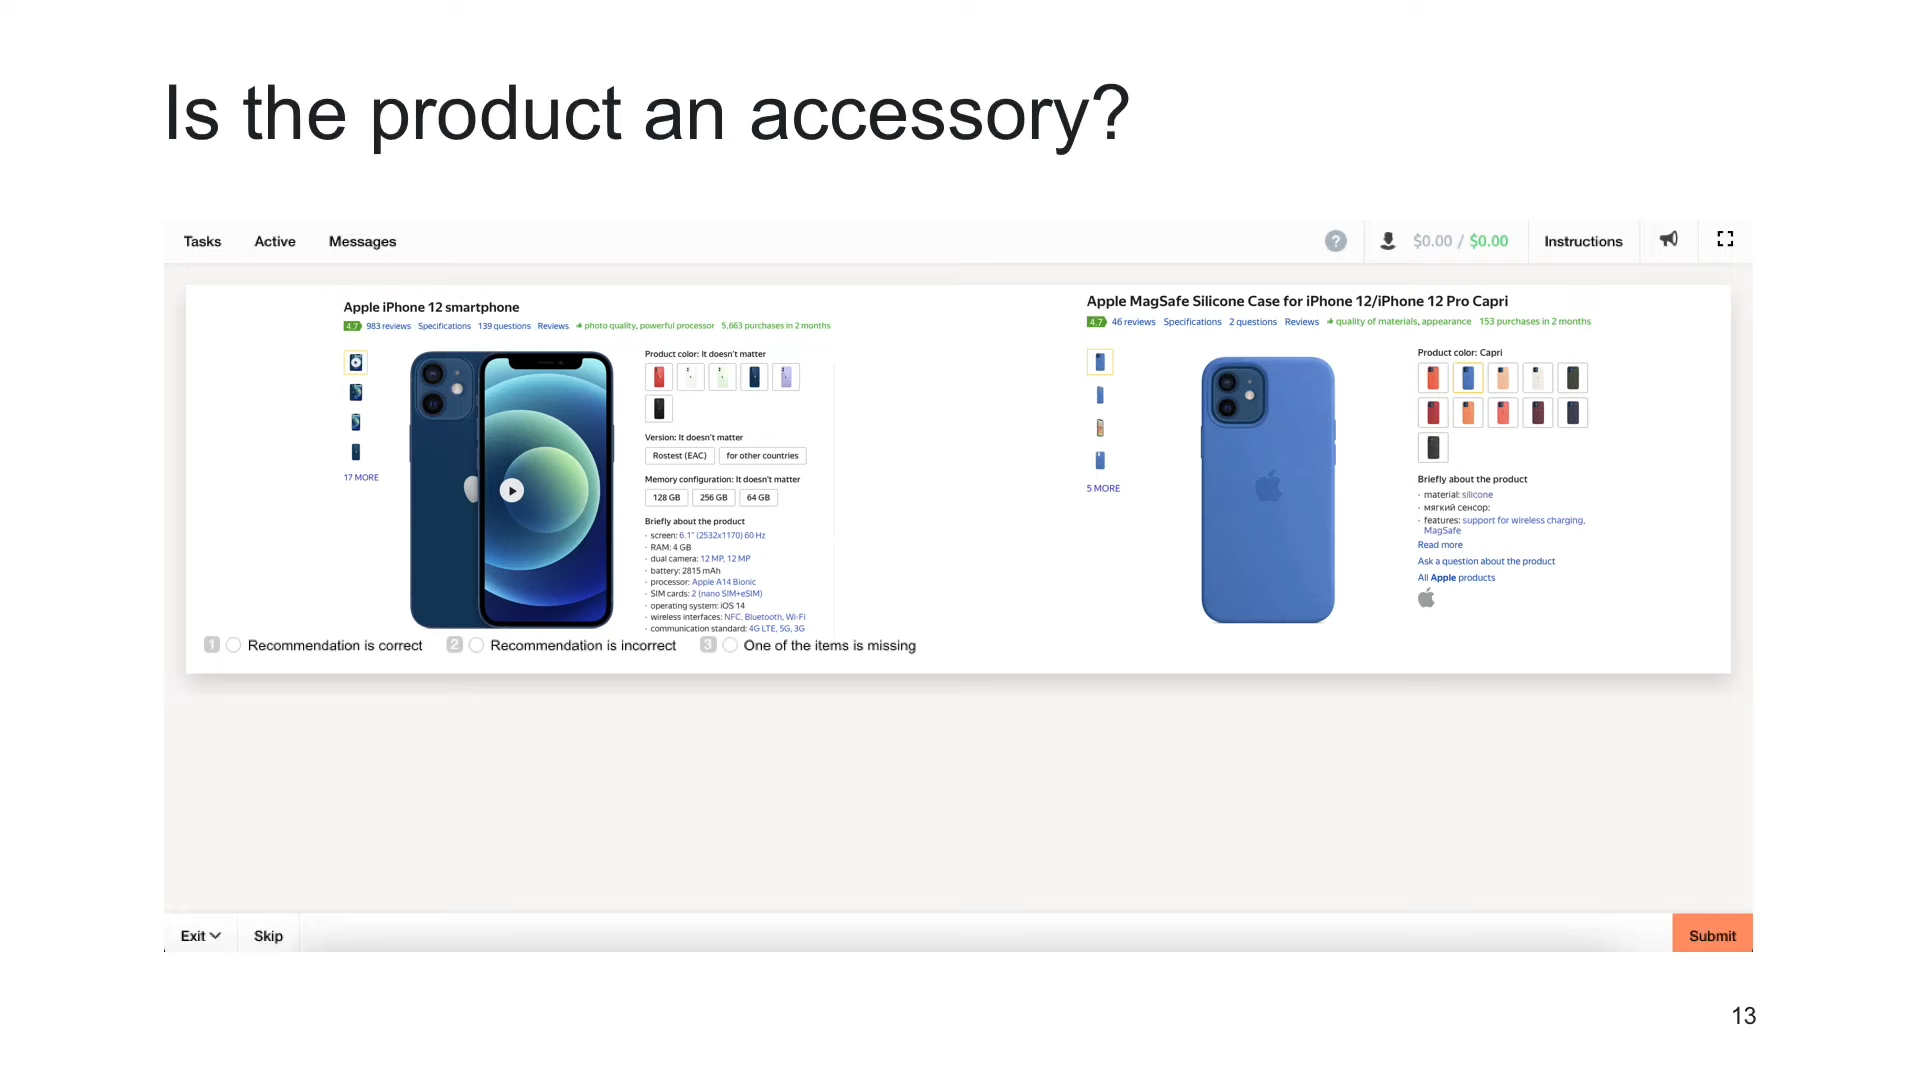 Is the product an accessory?
Tasks Active Messages ? $0.00 / $0.00 Instructions
Apple iPhone 12 smartphone
4.7 983 reviews Specifications 139 questions Reviews photo quality, powerful processor 5,663 purchases in 2 months
17 MORE
Product color: It doesn't matter
Version: It doesn't matter
Rostest (EAC) for other countries
Memory configuration: It doesn't matter
128 GB 256 GB 64 GB
Briefly about the product
· screen: 6.1" (2532x1170) 60 Hz
· RAM: 4 GB
· dual camera: 12 MP, 12 MP
· battery: 2815 mAh
· processor: Apple A14 Bionic
· SIM cards: 2 (nano SIM+eSIM)
· operating system: iOS 14
· wireless interfaces: NFC, Bluetooth, Wi-Fi
· communication standard: 4G LTE, 5G, 3G
Apple MagSafe Silicone Case for iPhone 12/iPhone 12 Pro Capri
4.7 46 reviews Specifications 2 questions Reviews quality of materials, appearance 153 purchases in 2 months
5 MORE
Product color: Capri
Briefly about the product
· material: silicone
· мягкий сенсор:
· features: support for wireless charging,
MagSafe
Read more
Ask a question about the product
All Apple products
1 Recommendation is correct 2 Recommendation is incorrect 3 One of the items is missing
Exit Skip Submit
13